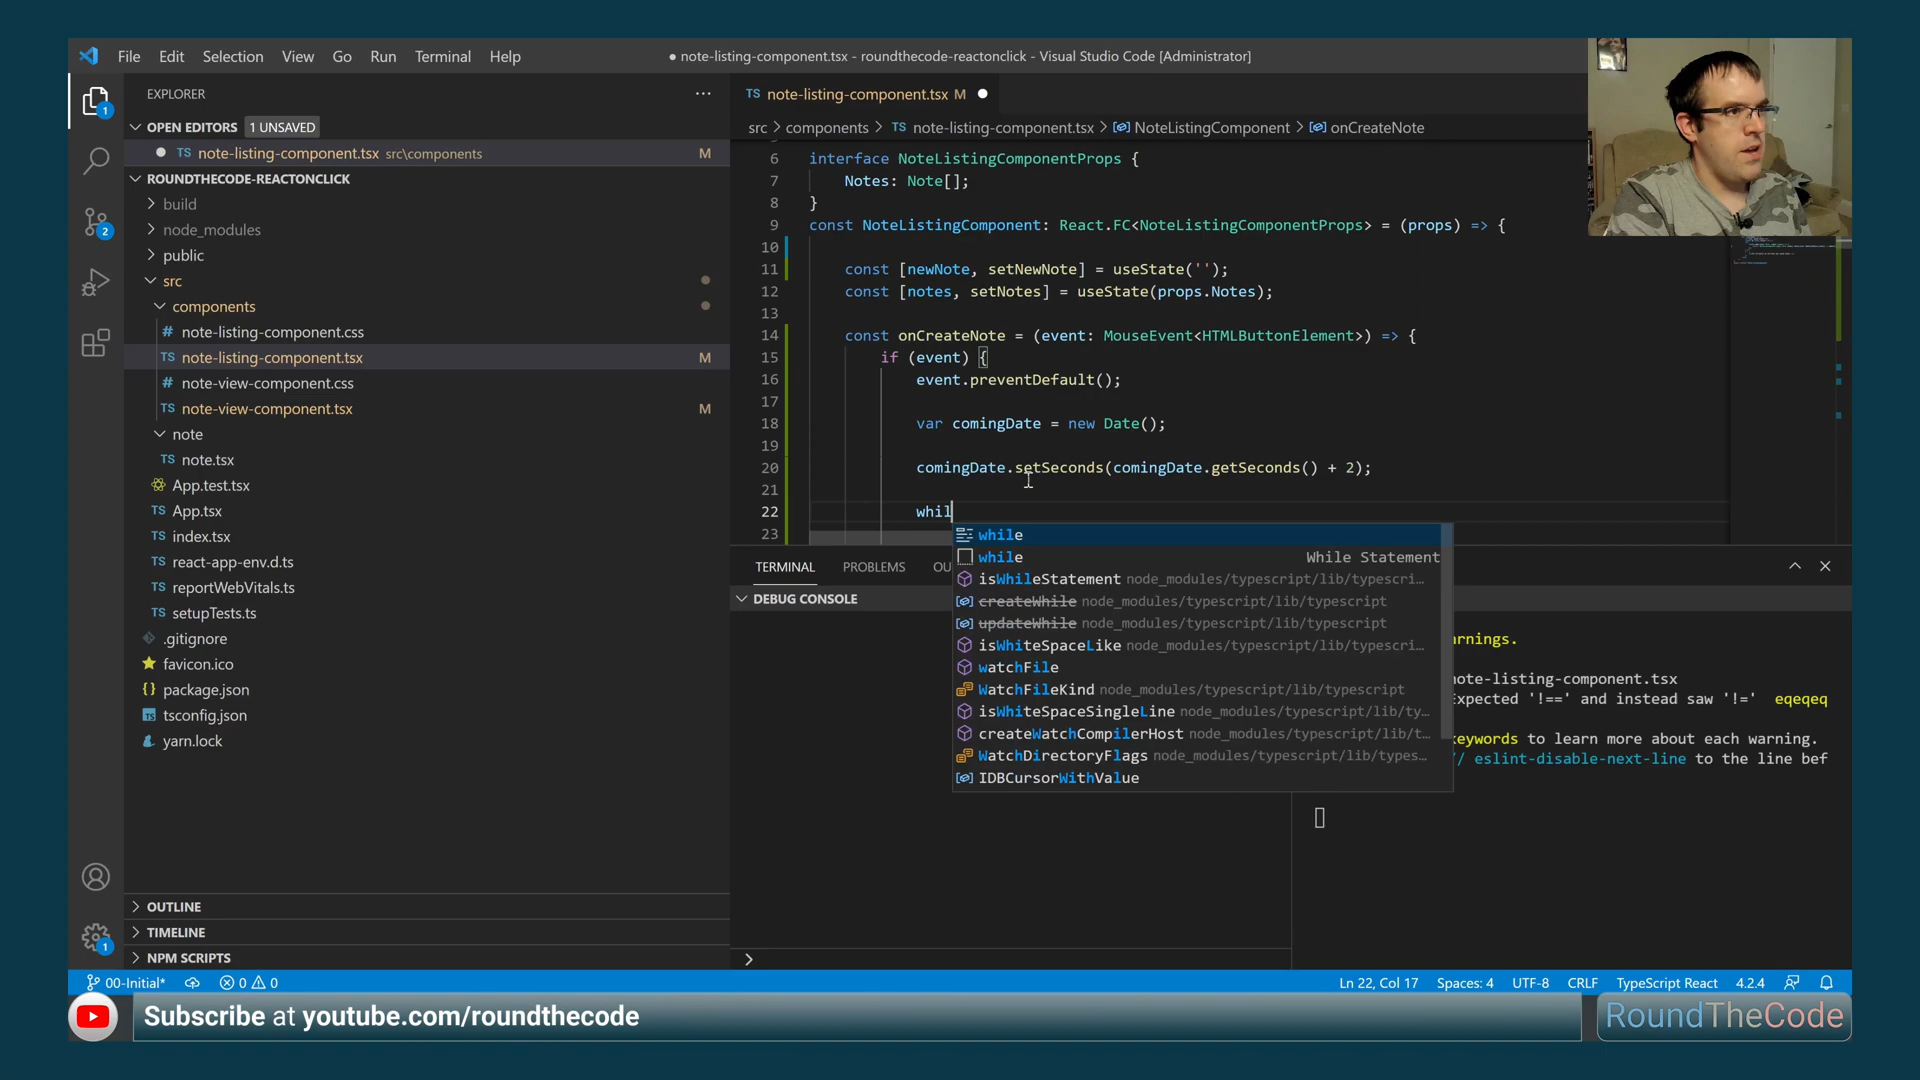 File Edit Selection View Go Run Terminal Help
● note-listing-component.tsx - roundthecode-reactonclick - Visual Studio Code [Administrator]
EXPLORER ...
OPEN EDITORS 1 UNSAVED
TS note-listing-component.tsx src\components M
ROUNDTHECODE-REACTONCLICK
build
node_modules
public
src
components
# note-listing-component.css
TS note-listing-component.tsx M
# note-view-component.css
TS note-view-component.tsx M
note
TS note.tsx
App.test.tsx
TS App.tsx
TS index.tsx
TS react-app-env.d.ts
TS reportWebVitals.ts
TS setupTests.ts
.gitignore
favicon.ico
{} package.json
tsconfig.json
yarn.lock
OUTLINE
TIMELINE
NPM SCRIPTS
1
2
1
TS note-listing-component.tsx M
src > components > TS note-listing-component.tsx > NoteListingComponent > onCreateNote
6 interface NoteListingComponentProps {
7 Notes: Note[];
8 }
9 const NoteListingComponent: React.FC<NoteListingComponentProps> = (props) => {
10
11 const [newNote, setNewNote] = useState('');
12 const [notes, setNotes] = useState(props.Notes);
13
14 const onCreateNote = (event: MouseEvent<HTMLButtonElement>) => {
15 if (event) {
16 event.preventDefault();
17
18 var comingDate = new Date();
19
20 comingDate.setSeconds(comingDate.getSeconds() + 2);
21
22 whil
23
while
while While Statement
isWhileStatement node_modules/typescript/lib/typescri...
createWhile node_modules/typescript/lib/typescript
updateWhile node_modules/typescript/lib/typescript
isWhiteSpaceLike node_modules/typescript/lib/typescri...
watchFile
WatchFileKind node_modules/typescript/lib/typescript
isWhiteSpaceSingleLine node_modules/typescript/lib/ty...
createWatchCompilerHost node_modules/typescript/lib/t...
WatchDirectoryFlags node_modules/typescript/lib/types...
IDBCursorWithValue
TERMINAL PROBLEMS OU
DEBUG CONSOLE
rnings.
note-listing-component.tsx
xpected '!==' and instead saw '!=' eqeqeq
eywords to learn more about each warning.
// eslint-disable-next-line to the line bef
00-Initial* 0 0 Ln 22, Col 17 Spaces: 4 UTF-8 CRLF TypeScript React 4.2.4
Subscribe at youtube.com/roundthecode
RoundTheCode